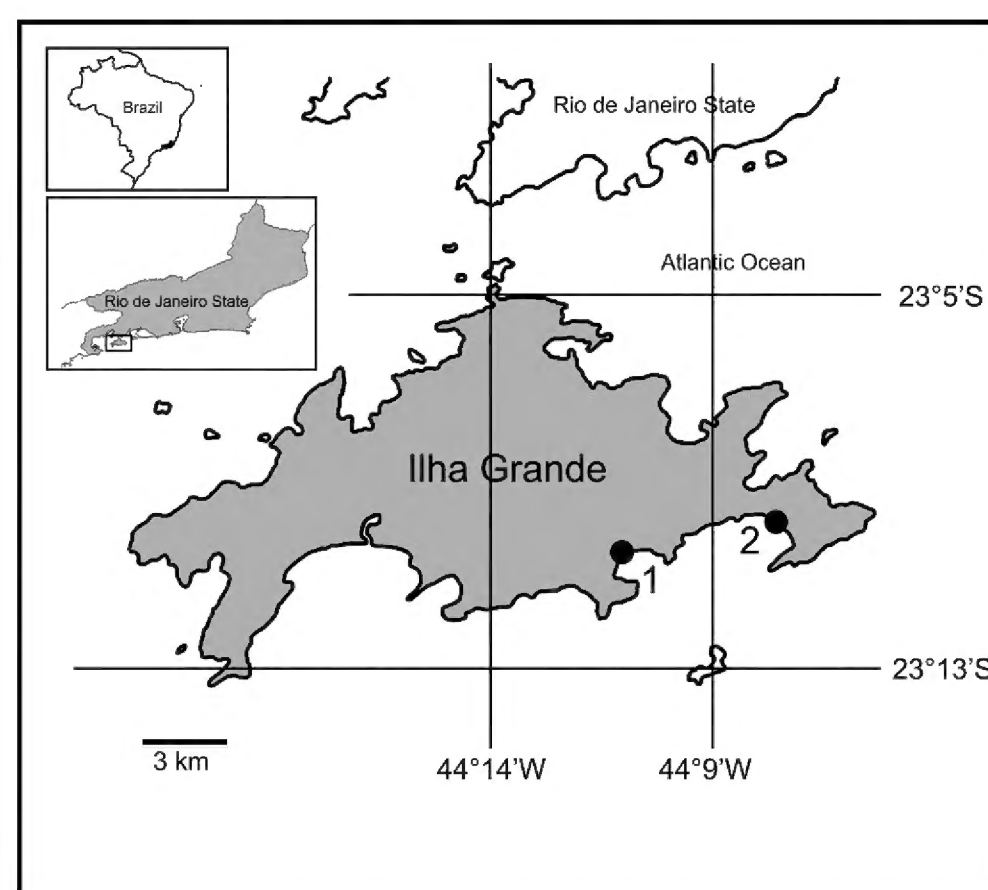 Brazil
Rio de Janeiro State
Rio de Janeiro State
Atlantic Ocean
23°5'S
Ilha Grande
1
2
23°13'S
3 km
44°14'W
44°9'W